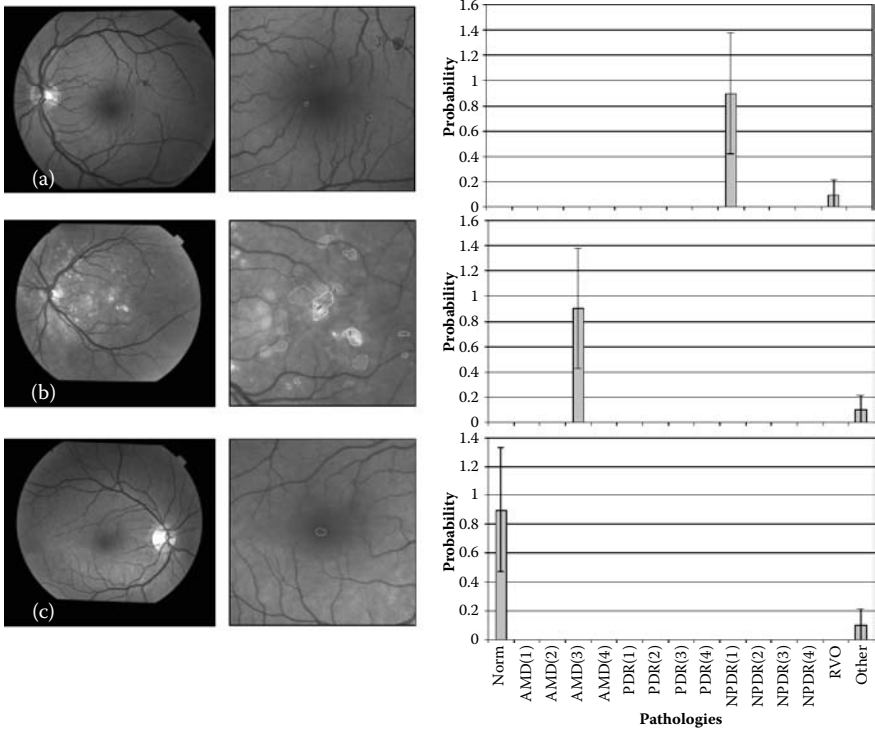 (a)
Probability
1.6
1.4
1.2
1
0.8
0.6
0.4
0.2
0
(b)
Probability
1.6
1.4
1.2
1
0.8
0.6
0.4
0.2
0
(c)
Probability
1.4
1.2
1
0.8
0.6
0.4
0.2
0
Norm
AMD(1)
AMD(2)
AMD(3)
AMD(4)
PDR(1)
PDR(2)
PDR(3)
PDR(4)
NPDR(1)
NPDR(2)
NPDR(3)
NPDR(4)
RVO
Other
Pathologies